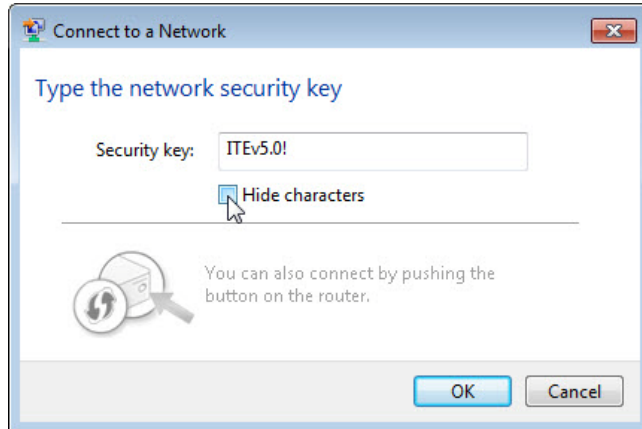 Connect to a Network
Type the network security key
Security key: ITEv5.0!
Hide characters
You can also connect by pushing the
button on the router.
OK Cancel